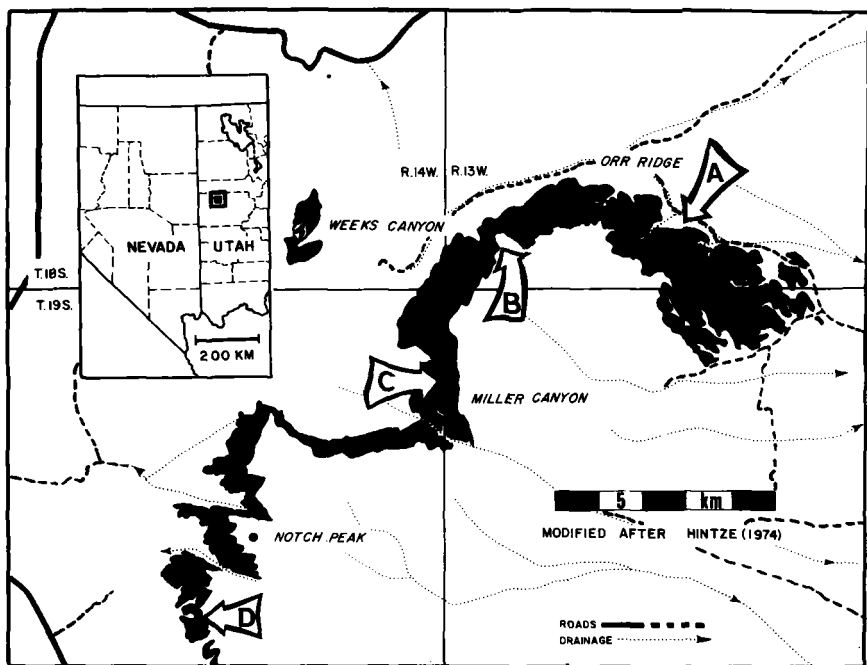 R.14W. R.13W.
ORR RIDGE
A
WEEKS CANYON
NEVADA UTAH
T.18S.
T.19S.
B
200 KM
C
MILLER CANYON
5 km
MODIFIED AFTER HINTZE (1974)
NOTCH PEAK
D
ROADS
DRAINAGE